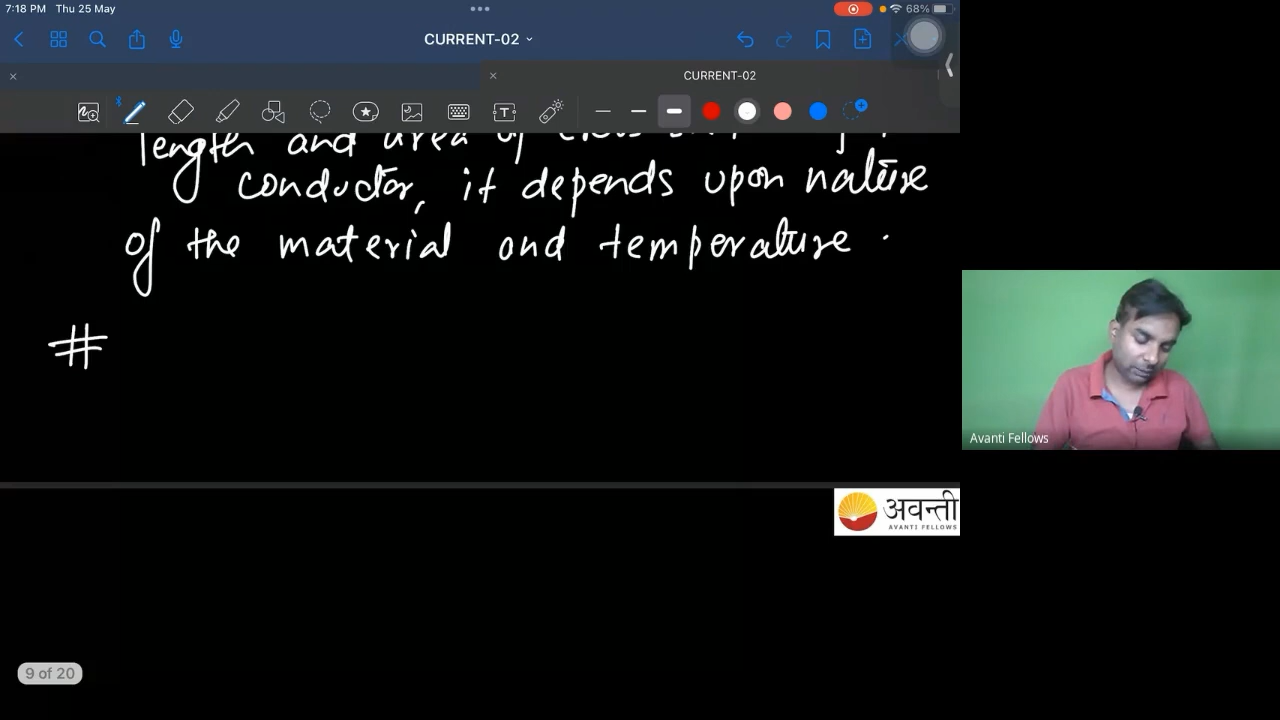 7:18 PM Thu 25 May
68%
CURRENT-02
CURRENT-02
length and area of
conductor, it depends upon nature
of the material and temperature .
#
Avanti Fellows
अवन्ती
AVANTI FELLOWS
9 of 20